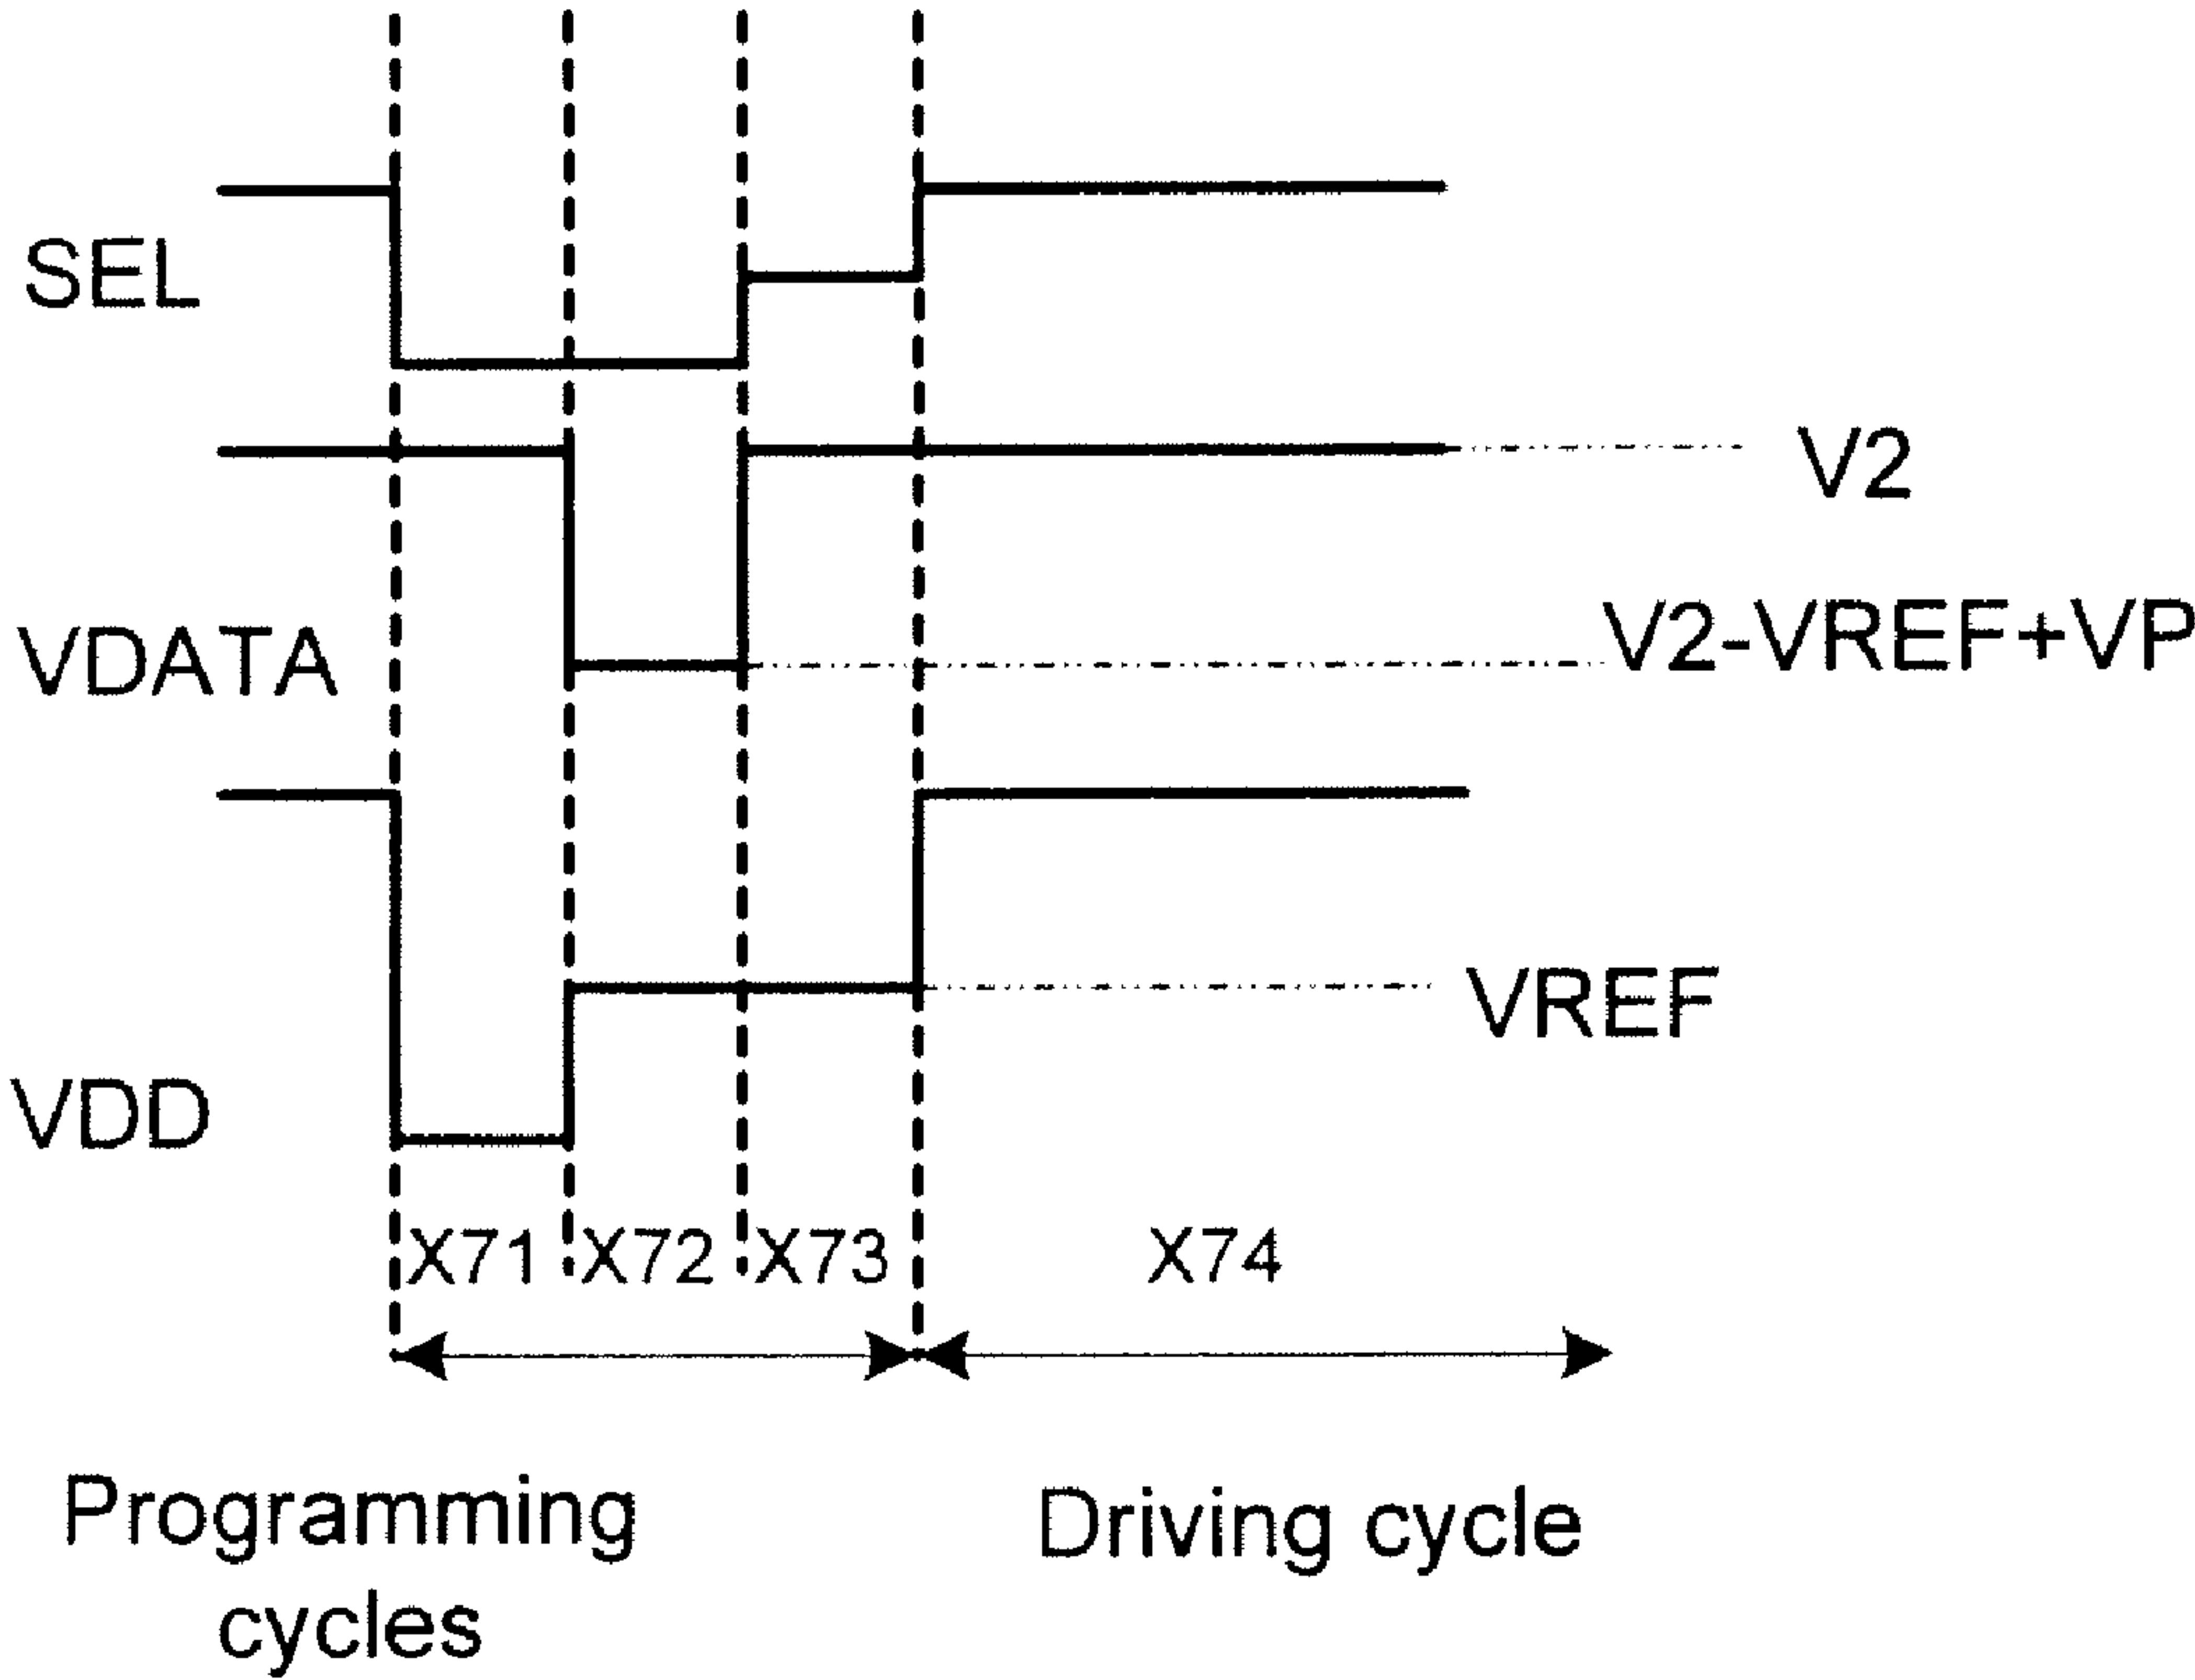 SEL
V2
VDATA
V2-VREF+VP
VREF
VDD
X71 X72 X73 X74
Programming
cycles
Driving cycle